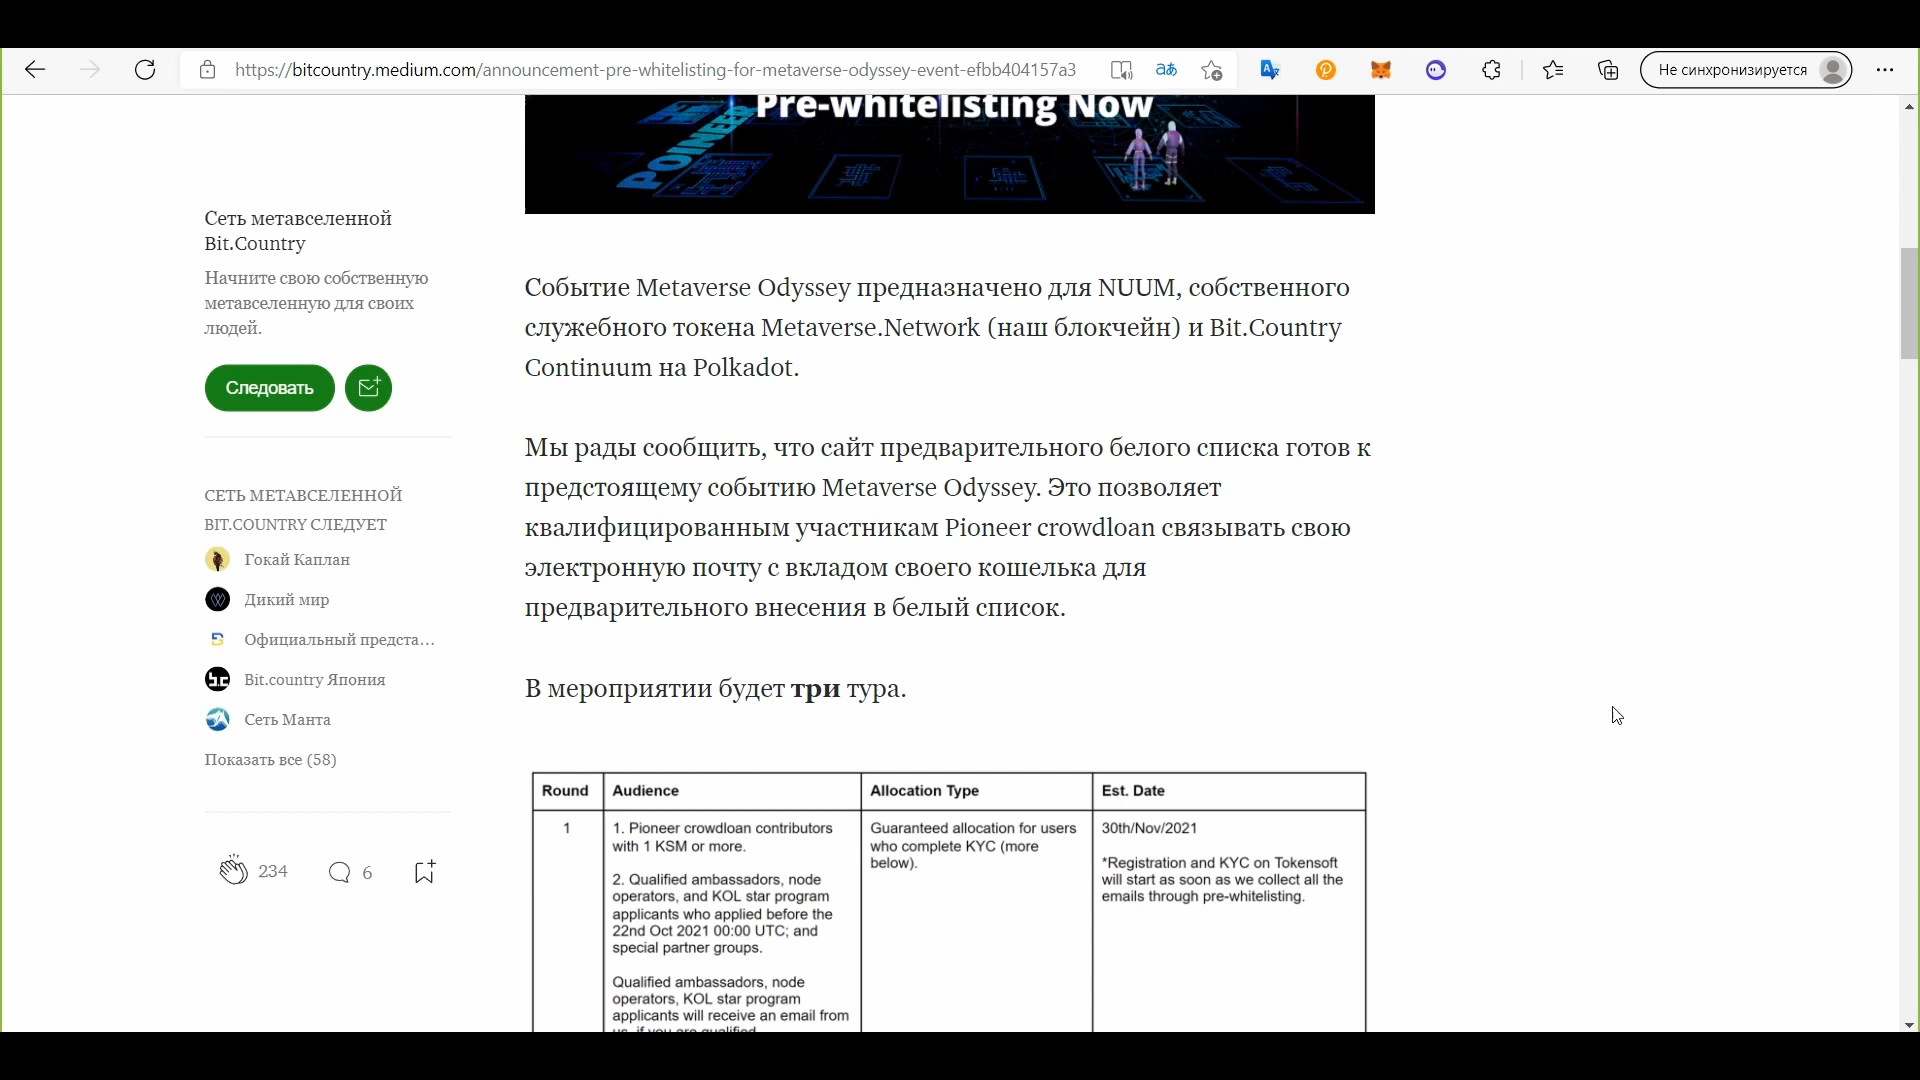 https://bitcountry.medium.com/announcement-pre-whitelisting-for-metaverse-odyssey-event-efbb404157a3
Не синхронизируется
Pre-whitelisting Now
Сеть метавселенной
Bit.Country
Начните свою собственную
метавселенную для своих
людей.
Следовать
СЕТЬ МЕТАВСЕЛЕННОЙ
BIT.COUNTRY СЛЕДУЕТ
Гокай Каплан
Дикий мир
Официальный предста...
Bit.country Япония
Сеть Манта
Показать все (58)
234
6
POINEER
Событие Metaverse Odyssey предназначено для NUUM, собственного
служебного токена Metaverse.Network (наш блокчейн) и Bit.Country
Continuum на Polkadot.
Мы рады сообщить, что сайт предварительного белого списка готов к
предстоящему событию Metaverse Odyssey. Это позволяет
квалифицированным участникам Pioneer crowdloan связывать свою
электронную почту с вкладом своего кошелька для
предварительного внесения в белый список.
В мероприятии будет три тура.
Round Audience Allocation Type Est. Date
1
1. Pioneer crowdloan contributors
with 1 KSM or more.
2. Qualified ambassadors, node
operators, and KOL star program
applicants who applied before the
22nd Oct 2021 00:00 UTC; and
special partner groups.
Qualified ambassadors, node
operators, KOL star program
applicants will receive an email from
us, if you are qualified
Guaranteed allocation for users
who complete KYC (more
below).
30th/Nov/2021
*Registration and KYC on Tokensoft
will start as soon as we collect all the
emails through pre-whitelisting.